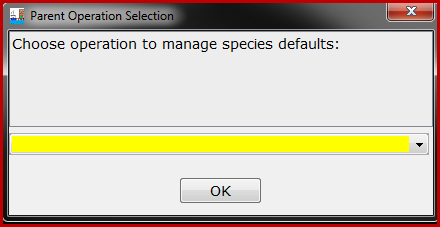 Parent Operation Selection
Choose operation to manage species defaults:
OK